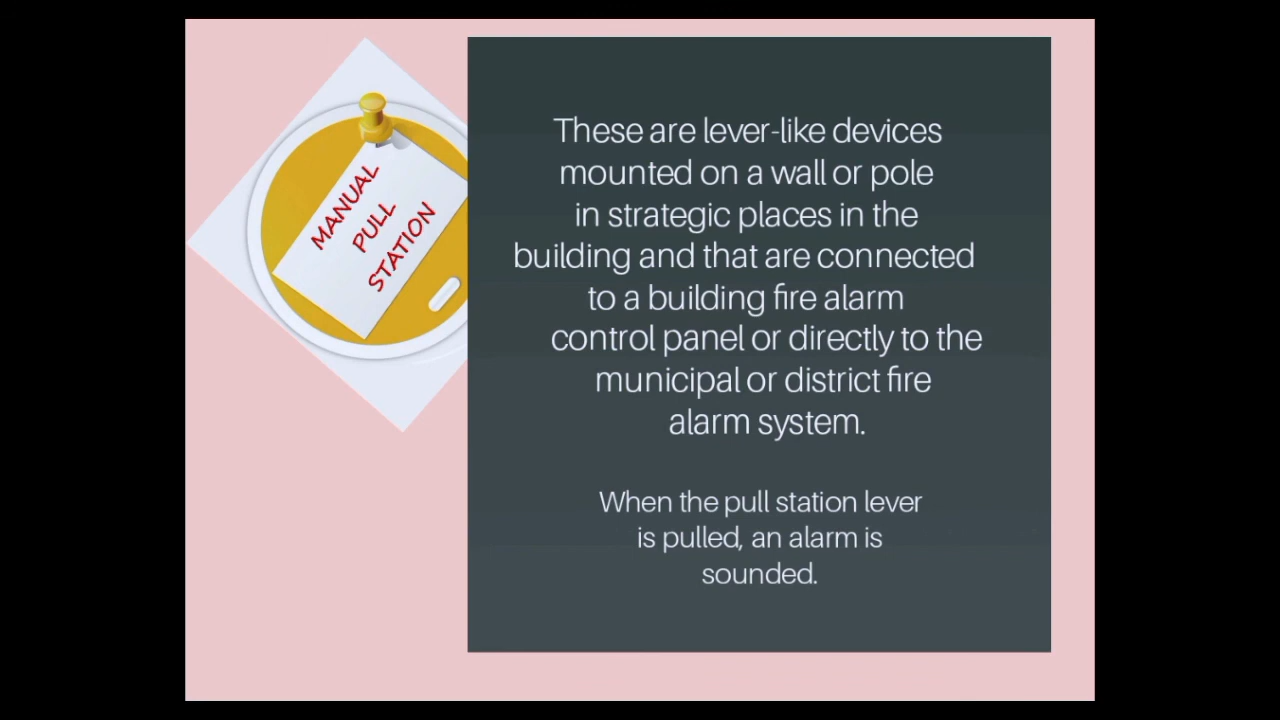 MANUAL
PULL
STATION
These are lever-like devices
mounted on a wall or pole
in strategic places in the
building and that are connected
to a building fire alarm
control panel or directly to the
municipal or district fire
alarm system.
When the pull station lever
is pulled, an alarm is
sounded.